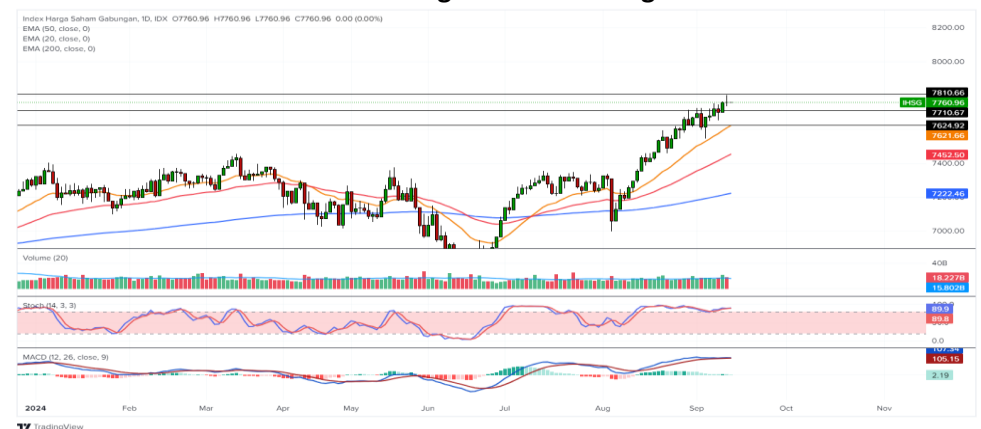 Index Harga Saham Gabungan, 1D, IDX O7760.96 H7760.96 L7760.96 C7760.96 0.00 (0.00%)
EMA (50, close, 0)
EMA (20, close, 0)
EMA (200, close, 0)
8200.00
8000.00
7810.66
IHSG 7760.96
7710.67
7624.92
7621.66
7400.00
7452.50
7222.46
7000.00
Volume (20)
40B
18.227B
15.802B
Stoch (14, 3, 3)
89.9
89.8
0.0
MACD (12, 26, close, 9)
107.34
105.15
2.19
2024 Feb Mar Apr May Jun Jul Aug Sep Oct Nov
TradingView